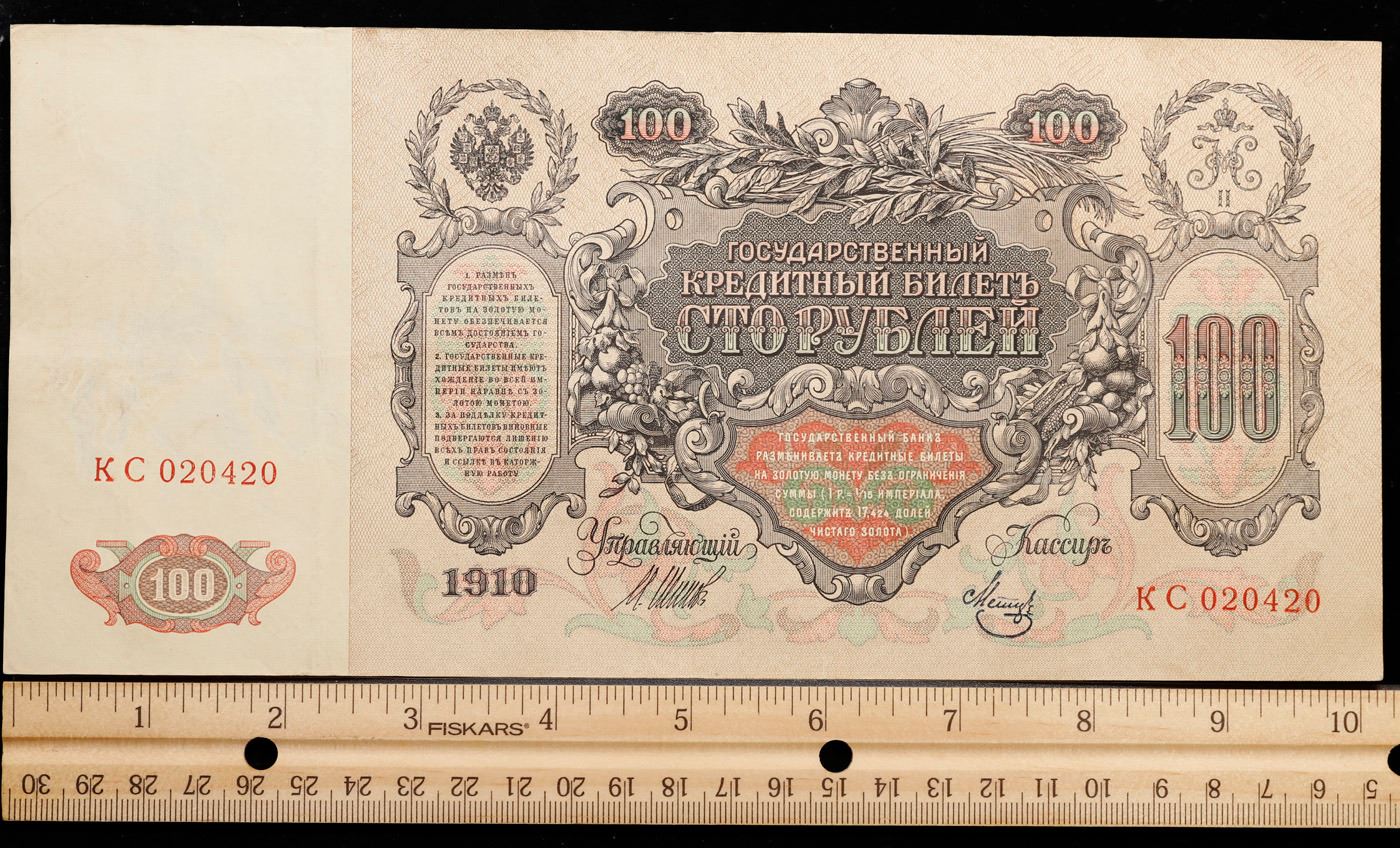 100
100
II
ГОСУДАРСТВЕННЫЙ
КРЕДИТНЫЙ БИЛЕТЪ
СТО РУБЛЕЙ
1. РАЗМѢНЪ
ГОСУДАРСТВЕННЫХЪ
КРЕДИТНЫХЪ БИЛЕ-
ТОВЪ НА ЗОЛОТУЮ МО-
НЕТУ ОБЕЗПЕЧИВАЕТСЯ
ВСѢМЪ ДОСТОЯНІЕМЪ ГО-
СУДАРСТВА.
2. ГОСУДАРСТВЕННЫЕ КРЕ-
ДИТНЫЕ БИЛЕТЫ ИМѢЮТЪ
ХОЖДЕНІЕ ВО ВСЕЙ ИМ-
ПЕРІИ НАРАВНѢ СЪ ЗО-
ЛОТОЮ МОНЕТОЮ.
3. ЗА ПОДДѢЛКУ КРЕДИТ-
НЫХЪ БИЛЕТОВЪ ВИНОВНЫЕ
ПОДВЕРГАЮТСЯ ЛИШЕНІЮ
ВСѢХЪ ПРАВЪ СОСТОЯНІЯ
И ССЫЛКѢ ВЪ КАТОРЖ-
НУЮ РАБОТУ
100
ГОСУДАРСТВЕННЫЙ БАНКЪ
РАЗМѢНИВАЕТЪ КРЕДИТНЫЕ БИЛЕТЫ
НА ЗОЛОТУЮ МОНЕТУ БЕЗЪ ОГРАНИЧЕНІЯ
СУММЫ (1 Р. = 1/15 ИМПЕРІАЛА,
СОДЕРЖИТЪ 17,424 ДОЛЕЙ
ЧИСТАГО ЗОЛОТА)
КС 020420
100
Управляющій
Кассиръ
1910
КС 020420
1 2 3 FISKARS® 4 5 6 7 8 9 10
30 29 28 27 26 25 24 23 22 21 20 19 18 17 16 15 14 13 12 11 10 9 8 7 6 5